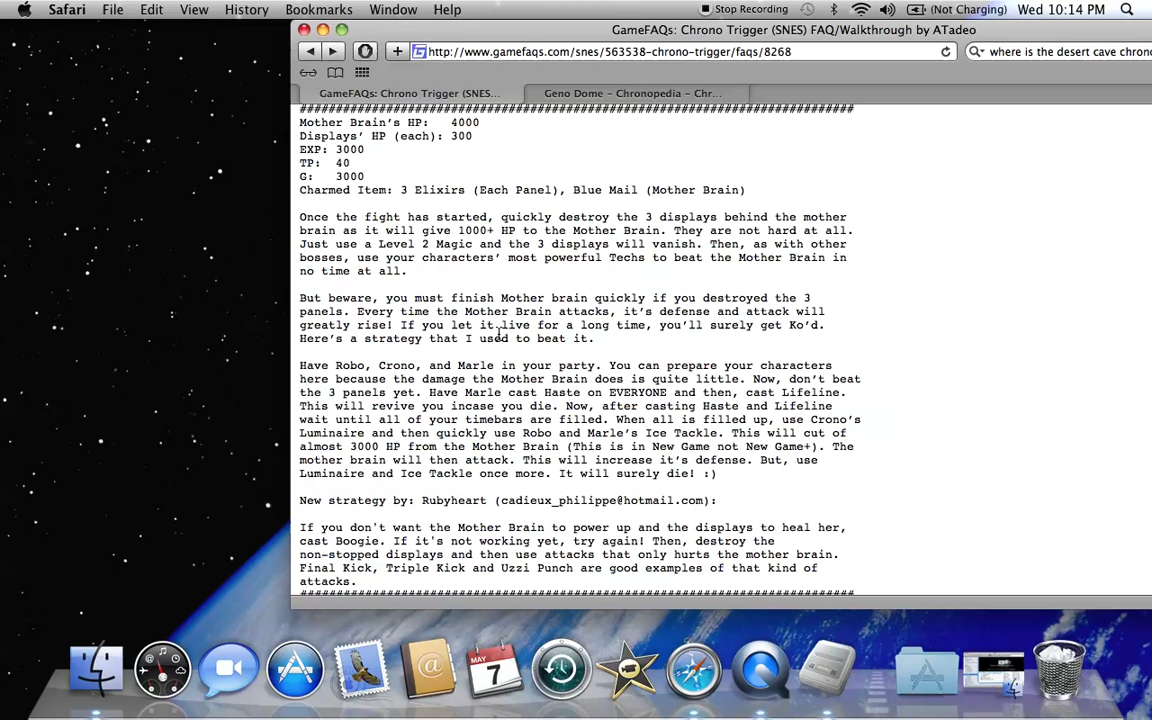 Safari File Edit View History Bookmarks Window Help Stop Recording (Not Charging) Wed 10:14 PM
GameFAQs: Chrono Trigger (SNES) FAQ/Walkthrough by ATadeo
http://www.gamefaqs.com/snes/563538-chrono-trigger/faqs/8268 where is the desert cave chron
GameFAQs: Chrono Trigger (SNES... Geno Dome – Chronopedia – Chr...
###############################################################################
Mother Brain's HP: 4000
Displays' HP (each): 300
EXP: 3000
TP: 40
G: 3000
Charmed Item: 3 Elixirs (Each Panel), Blue Mail (Mother Brain)
Once the fight has started, quickly destroy the 3 displays behind the mother
brain as it will give 1000+ HP to the Mother Brain. They are not hard at all.
Just use a Level 2 Magic and the 3 displays will vanish. Then, as with other
bosses, use your characters' most powerful Techs to beat the Mother Brain in
no time at all.
But beware, you must finish Mother brain quickly if you destroyed the 3
panels. Every time the Mother Brain attacks, it's defense and attack will
greatly rise! If you let it live for a long time, you'll surely get Ko'd.
Here's a strategy that I used to beat it.
Have Robo, Crono, and Marle in your party. You can prepare your characters
here because the damage the Mother Brain does is quite little. Now, don't beat
the 3 panels yet. Have Marle cast Haste on EVERYONE and then, cast Lifeline.
This will revive you incase you die. Now, after casting Haste and Lifeline
wait until all of your timebars are filled. When all is filled up, use Crono's
Luminaire and then quickly use Robo and Marle's Ice Tackle. This will cut of
almost 3000 HP from the Mother Brain (This is in New Game not New Game+). The
mother brain will then attack. This will increase it's defense. But, use
Luminaire and Ice Tackle once more. It will surely die! :)
New strategy by: Rubyheart (cadieux_philippe@hotmail.com):
If you don't want the Mother Brain to power up and the displays to heal her,
cast Boogie. If it's not working yet, try again! Then, destroy the
non-stopped displays and then use attacks that only hurts the mother brain.
Final Kick, Triple Kick and Uzzi Punch are good examples of that kind of
attacks.
###############################################################################
MAY
7